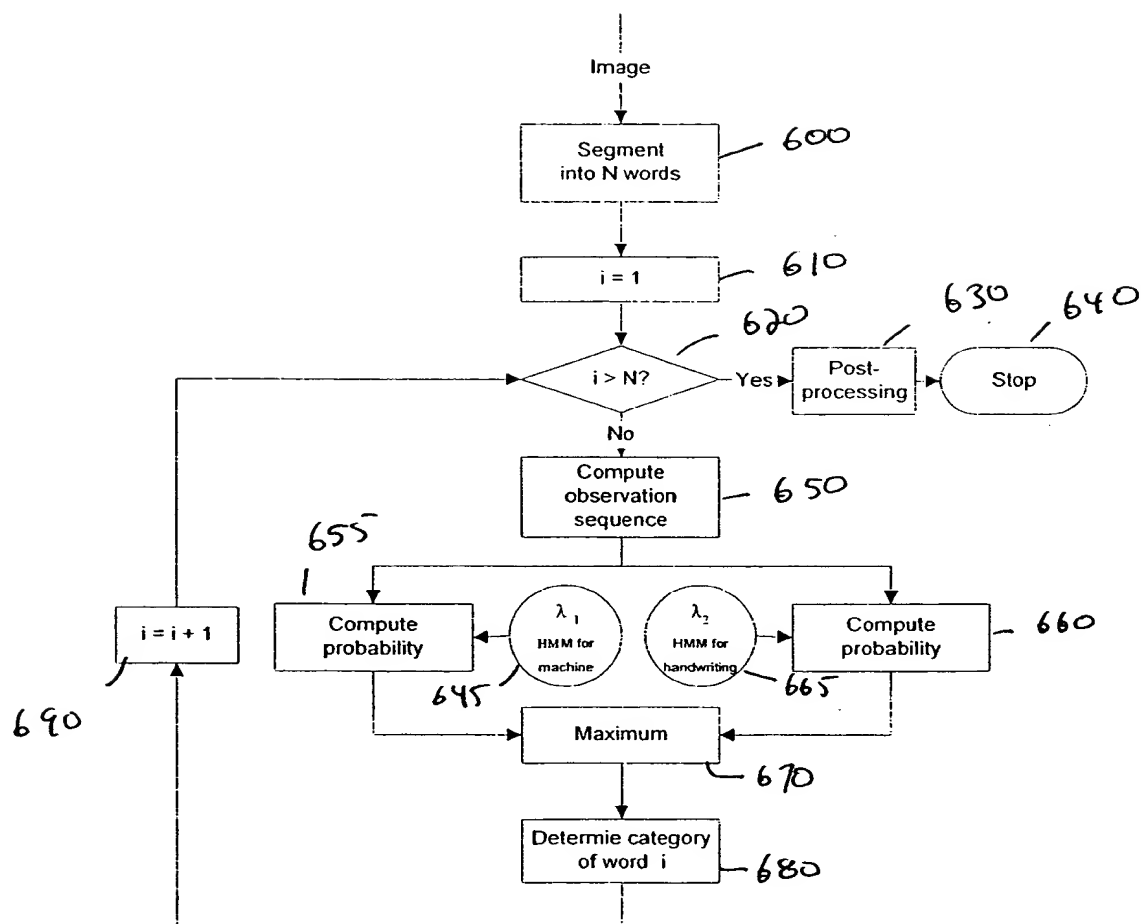 Image
Segment
into N words
600
i = 1
610
620
630
640
i > N?
Yes
Post-
processing
Stop
No
Compute
observation
sequence
650
655
i = i + 1
Compute
probability
λ 1
HMM for
machine
λ2
HMM for
handwriting
Compute
probability
660
645
665
690
Maximum
670
Determie category
of word i
680